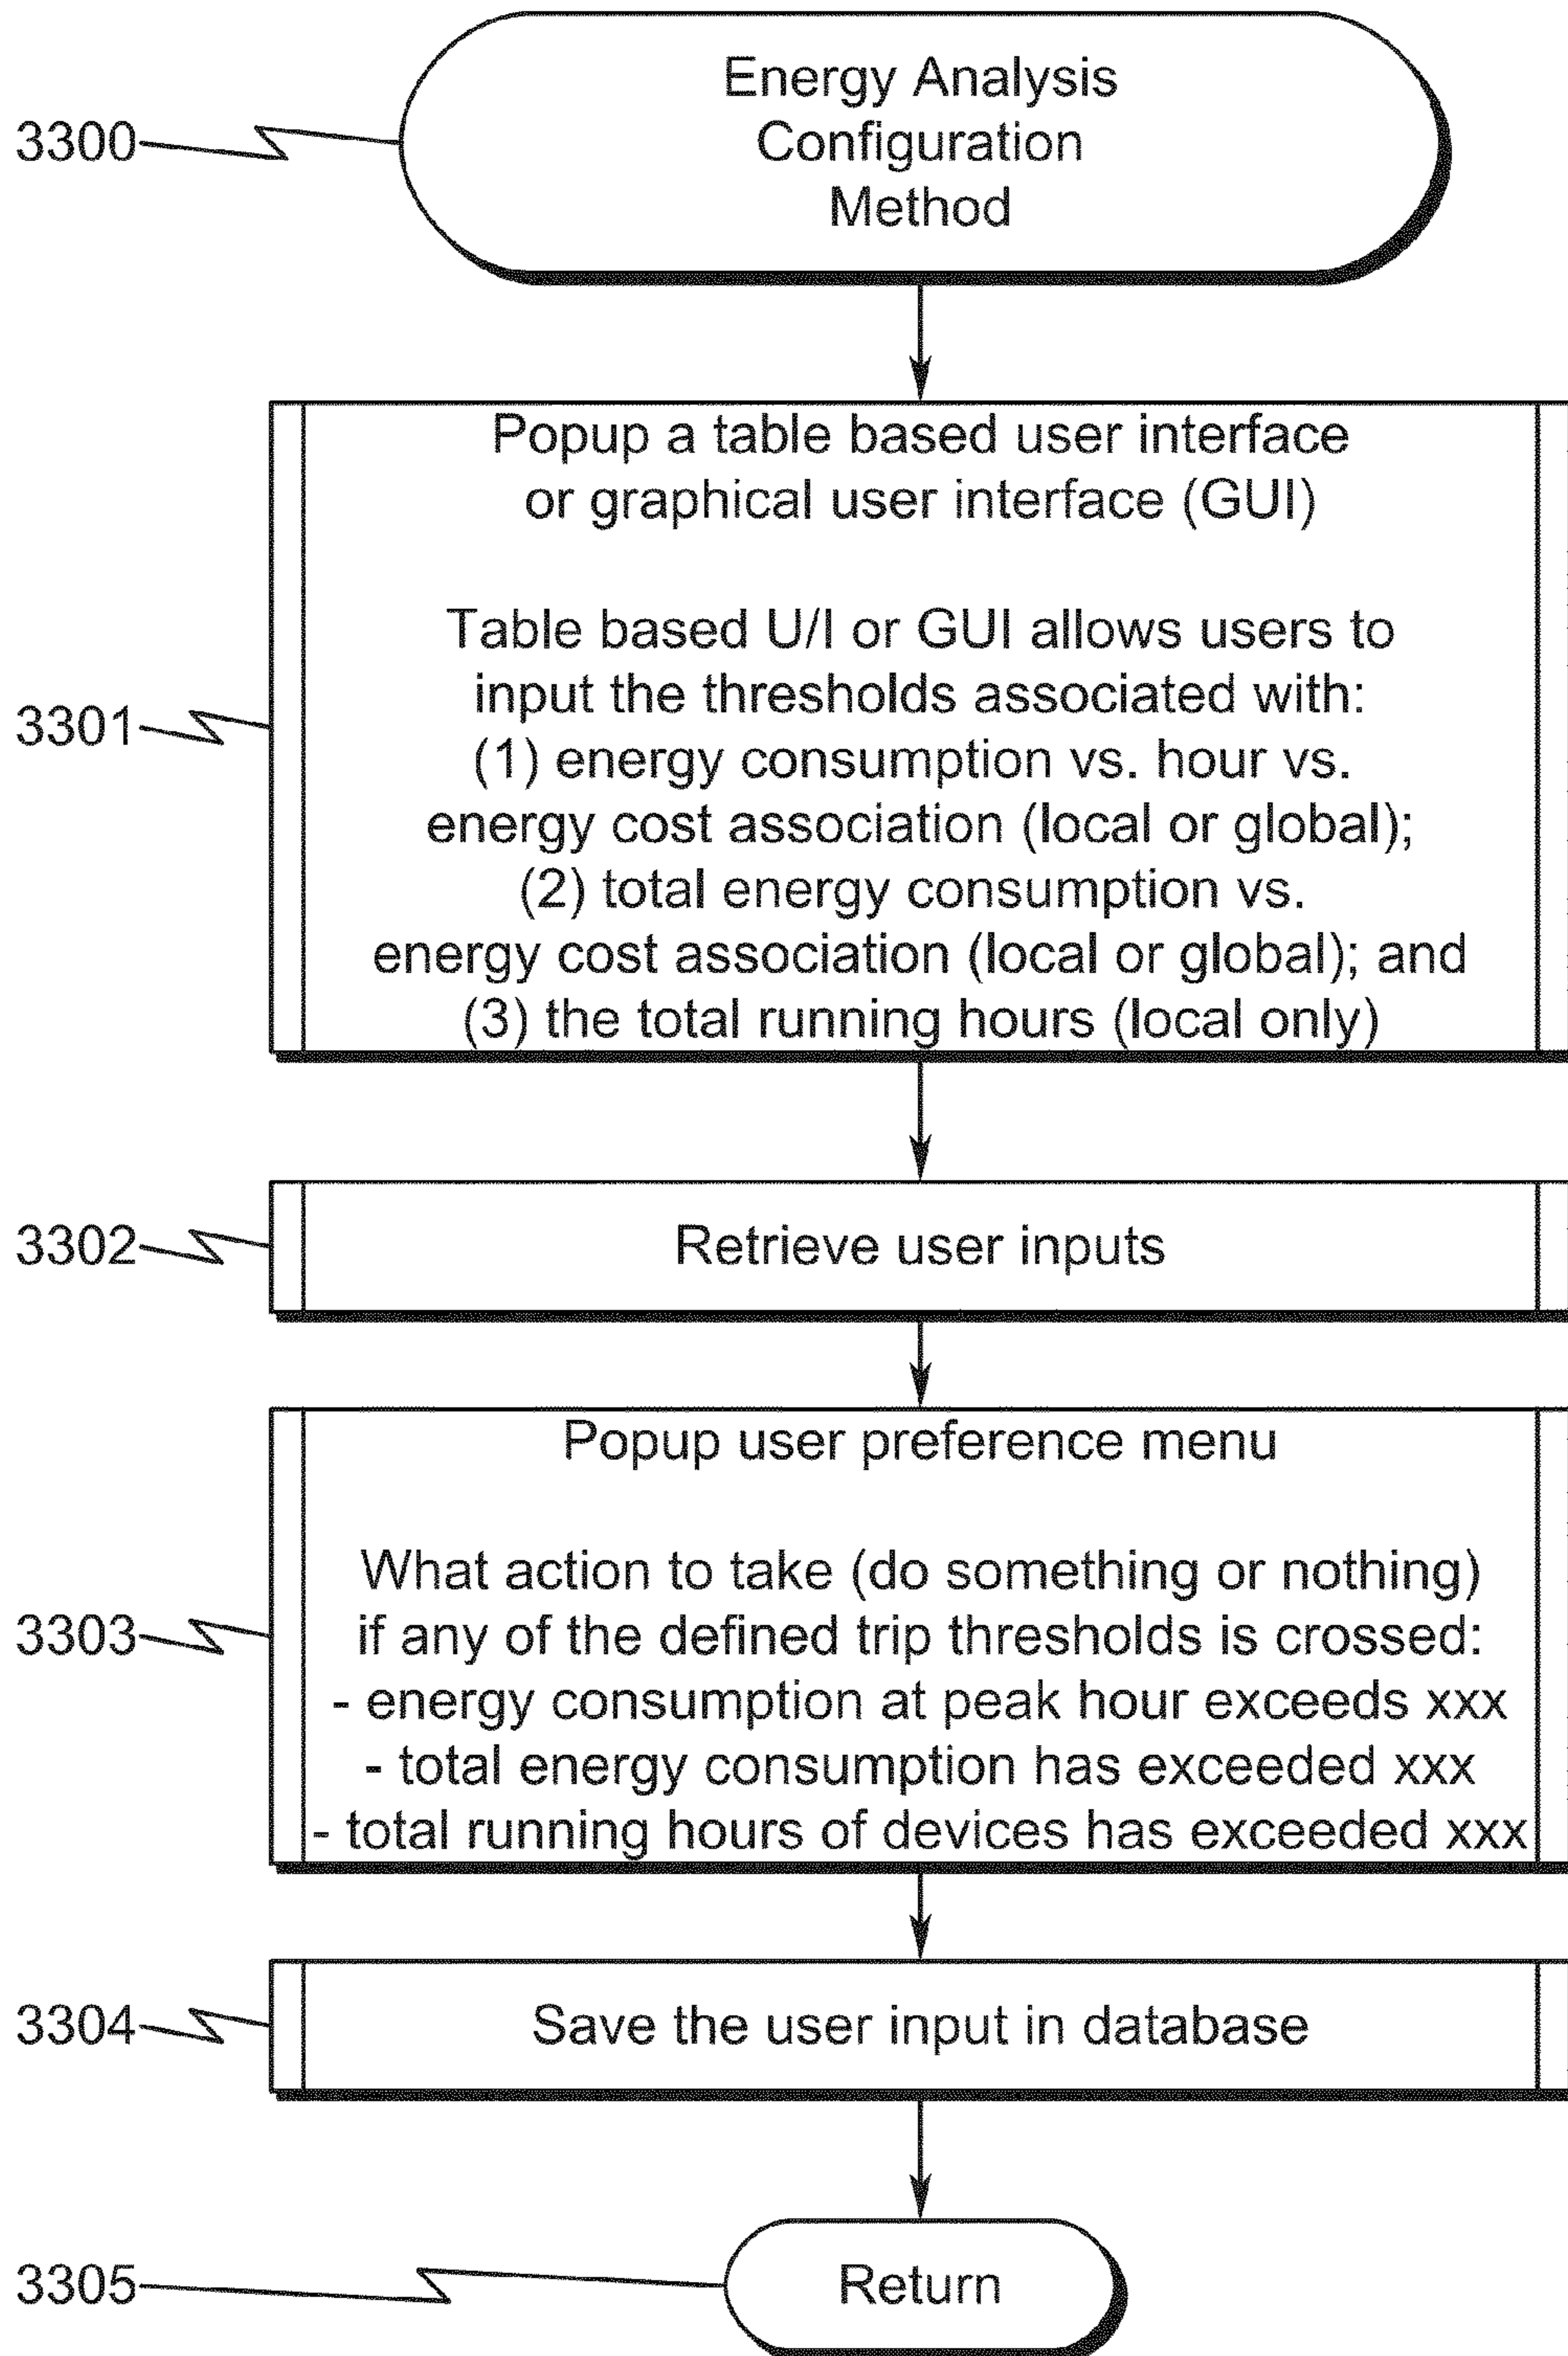 Energy Analysis
Configuration
Method
3300
Popup a table based user interface
or graphical user interface (GUI)
Table based U/I or GUI allows users to
input the thresholds associated with:
(1) energy consumption vs. hour vs.
energy cost association (local or global);
(2) total energy consumption vs.
energy cost association (local or global); and
(3) the total running hours (local only)
3301
Retrieve user inputs
3302
Popup user preference menu
What action to take (do something or nothing)
if any of the defined trip thresholds is crossed:
- energy consumption at peak hour exceeds xxx
- total energy consumption has exceeded xxx
- total running hours of devices has exceeded xxx
3303
Save the user input in database
3304
Return
3305